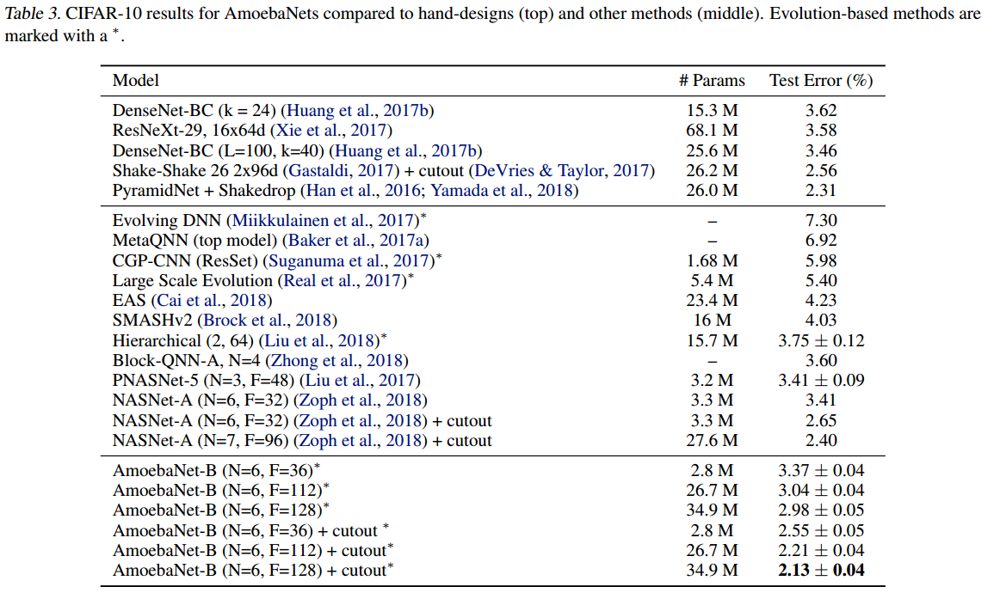 Table 3. CIFAR-10 results for AmoebaNets compared to hand-designs (top) and other methods (middle). Evolution-based methods are
marked with a *.
Model # Params Test Error (%)
DenseNet-BC (k = 24) (Huang et al., 2017b) 15.3 M 3.62
ResNeXt-29, 16x64d (Xie et al., 2017) 68.1 M 3.58
DenseNet-BC (L=100, k=40) (Huang et al., 2017b) 25.6 M 3.46
Shake-Shake 26 2x96d (Gastaldi, 2017) + cutout (DeVries & Taylor, 2017) 26.2 M 2.56
PyramidNet + Shakedrop (Han et al., 2016; Yamada et al., 2018) 26.0 M 2.31
Evolving DNN (Miikkulainen et al., 2017)* – 7.30
MetaQNN (top model) (Baker et al., 2017a) – 6.92
CGP-CNN (ResSet) (Suganuma et al., 2017)* 1.68 M 5.98
Large Scale Evolution (Real et al., 2017)* 5.4 M 5.40
EAS (Cai et al., 2018) 23.4 M 4.23
SMASHv2 (Brock et al., 2018) 16 M 4.03
Hierarchical (2, 64) (Liu et al., 2018)* 15.7 M 3.75 ± 0.12
Block-QNN-A, N=4 (Zhong et al., 2018) – 3.60
PNASNet-5 (N=3, F=48) (Liu et al., 2017) 3.2 M 3.41 ± 0.09
NASNet-A (N=6, F=32) (Zoph et al., 2018) 3.3 M 3.41
NASNet-A (N=6, F=32) (Zoph et al., 2018) + cutout 3.3 M 2.65
NASNet-A (N=7, F=96) (Zoph et al., 2018) + cutout 27.6 M 2.40
AmoebaNet-B (N=6, F=36)* 2.8 M 3.37 ± 0.04
AmoebaNet-B (N=6, F=112)* 26.7 M 3.04 ± 0.04
AmoebaNet-B (N=6, F=128)* 34.9 M 2.98 ± 0.05
AmoebaNet-B (N=6, F=36) + cutout * 2.8 M 2.55 ± 0.05
AmoebaNet-B (N=6, F=112) + cutout* 26.7 M 2.21 ± 0.04
AmoebaNet-B (N=6, F=128) + cutout* 34.9 M 2.13 ± 0.04